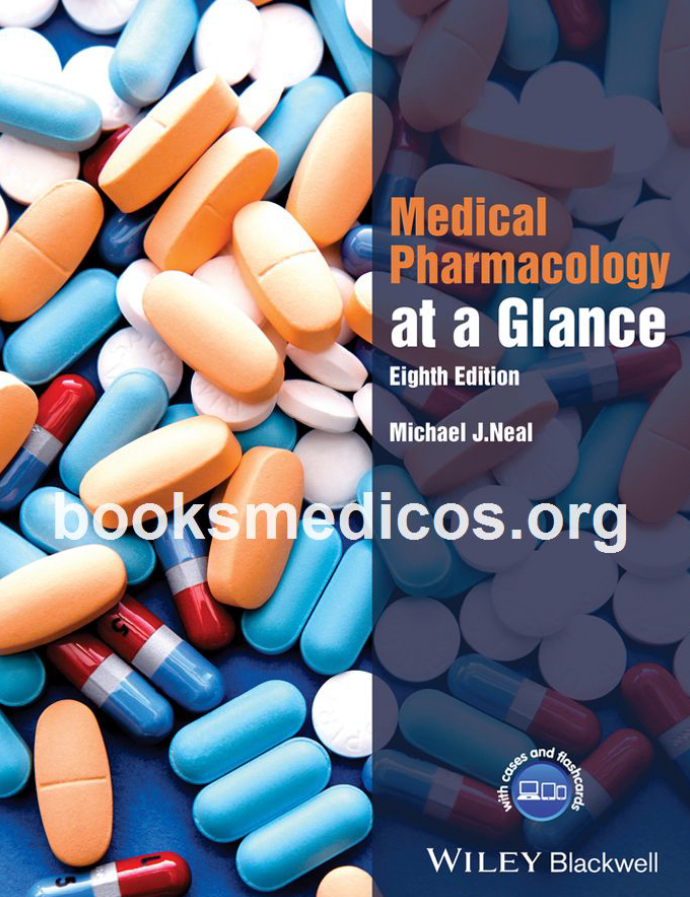 Medical
Pharmacology
at a Glance
Eighth Edition
Michael J.Neal
booksmedicos.org
with cases and flashcards
WILEY Blackwell